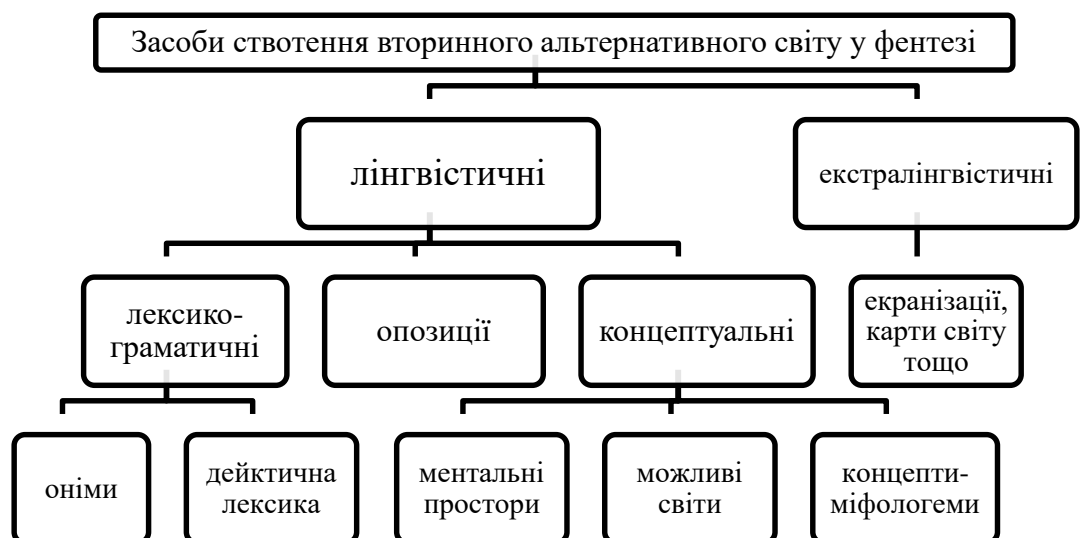 Засоби ствотення вторинного альтернативного світу у фентезі
лінгвістичні
екстралінгвістичні
лексико-
граматичні
опозиції
концептуальні
екранізації,
карти світу
тощо
оніми
дейктична
лексика
ментальні
простори
можливі
світи
концепти-
міфологеми